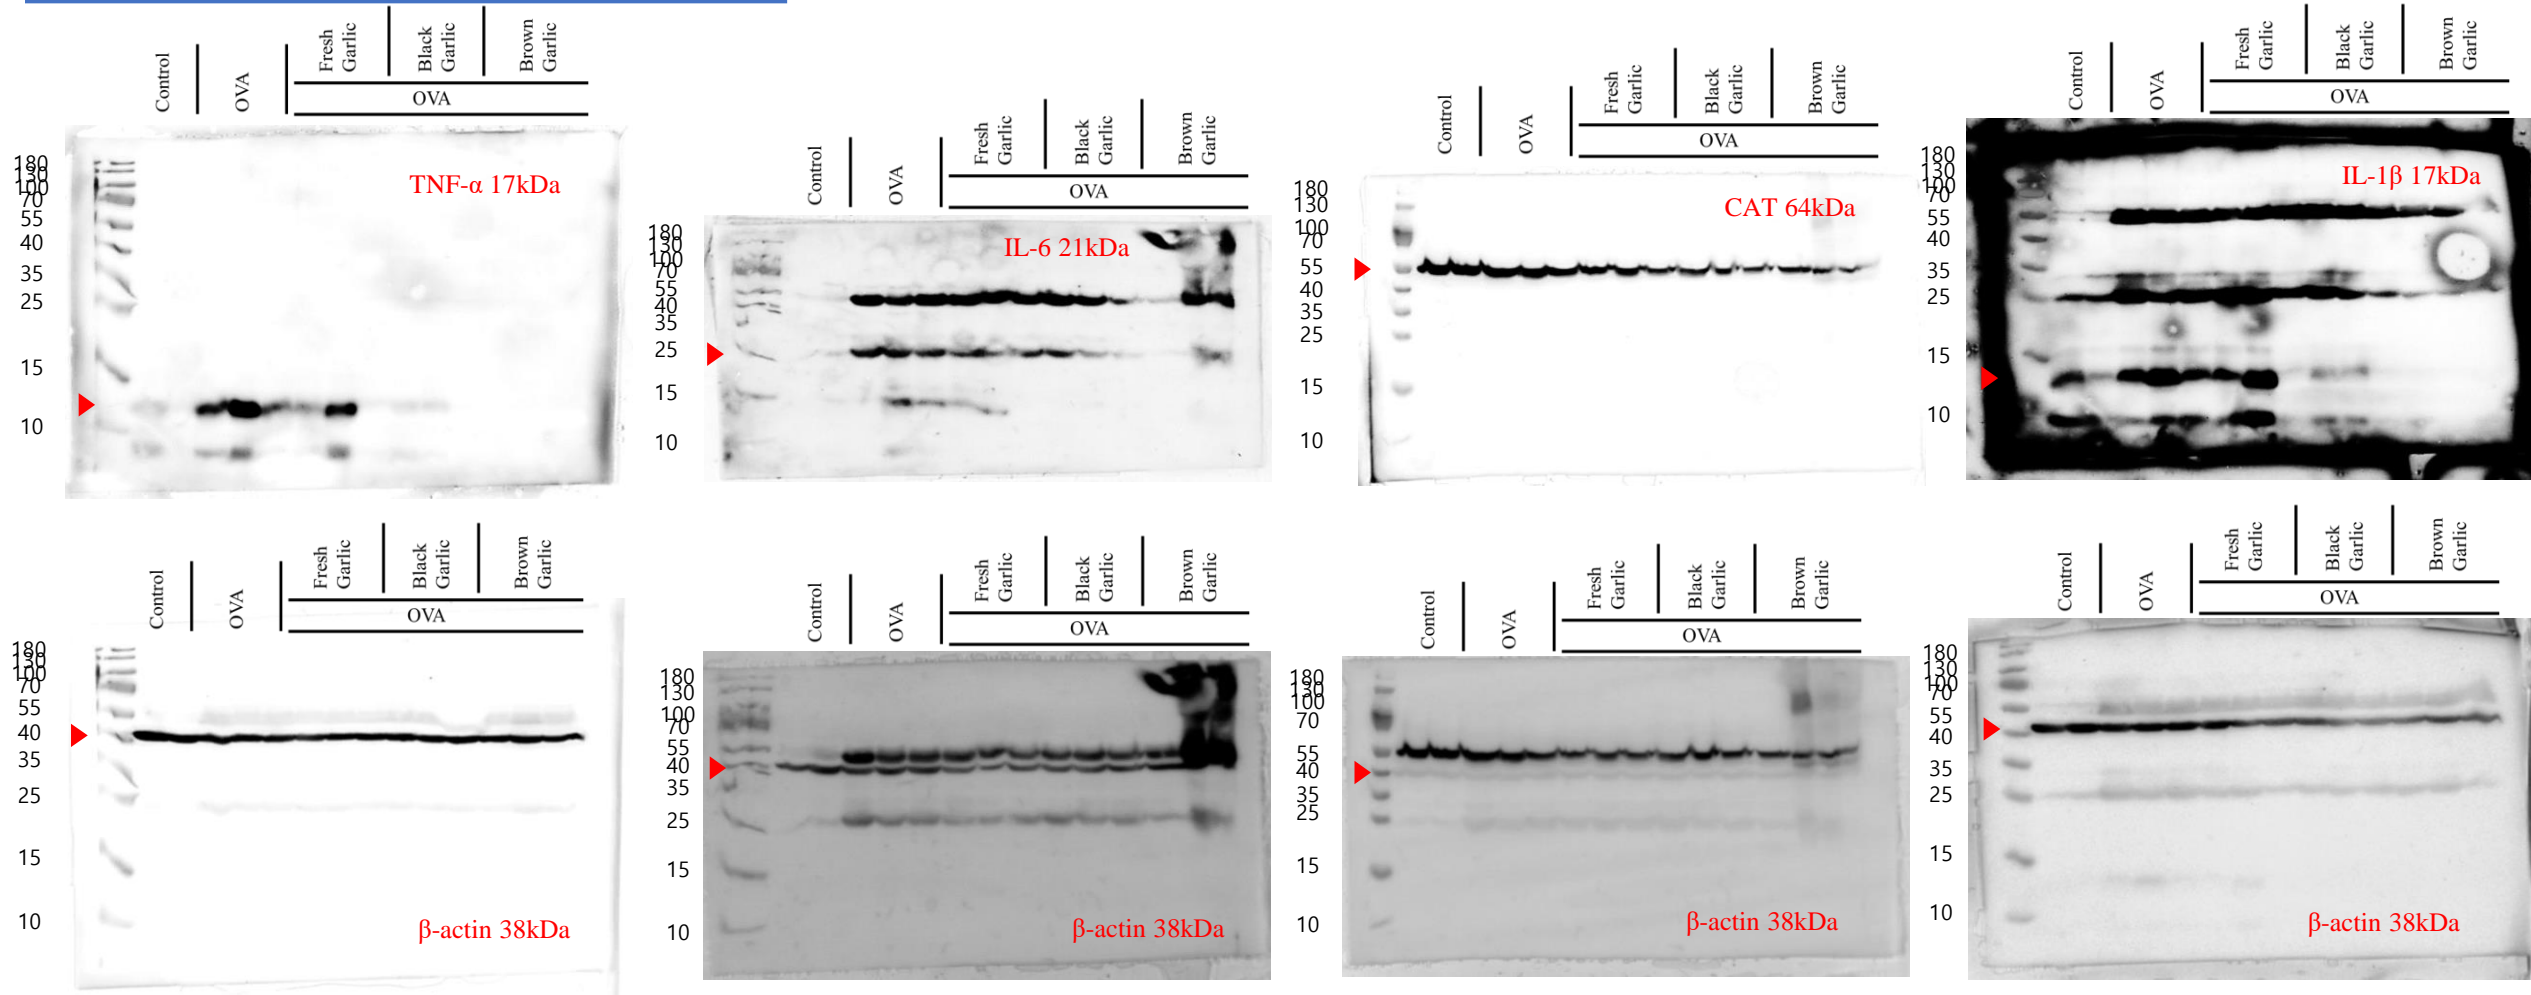 Control
OVA
Fresh
Garlic
Black
Garlic
Brown
Garlic
OVA
180
130
100
70
55
40
35
25
15
10
TNF-α 17kDa
Control
OVA
Fresh
Garlic
Black
Garlic
Brown
Garlic
OVA
180
130
100
70
55
40
35
25
15
10
IL-6 21kDa
Control
OVA
Fresh
Garlic
Black
Garlic
Brown
Garlic
OVA
180
130
100
70
55
40
35
25
15
10
CAT 64kDa
Control
OVA
Fresh
Garlic
Black
Garlic
Brown
Garlic
OVA
180
130
100
70
55
40
35
25
15
10
IL-1β 17kDa
Control
OVA
Fresh
Garlic
Black
Garlic
Brown
Garlic
OVA
180
130
100
70
55
40
35
25
15
10
β-actin 38kDa
Control
OVA
Fresh
Garlic
Black
Garlic
Brown
Garlic
OVA
180
130
100
70
55
40
35
25
15
10
β-actin 38kDa
Control
OVA
Fresh
Garlic
Black
Garlic
Brown
Garlic
OVA
180
130
100
70
55
40
35
25
15
10
β-actin 38kDa
Control
OVA
Fresh
Garlic
Black
Garlic
Brown
Garlic
OVA
180
130
100
70
55
40
35
25
15
10
β-actin 38kDa